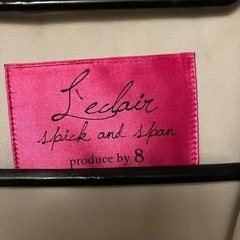 L'eclair
spick and span
produce by 8